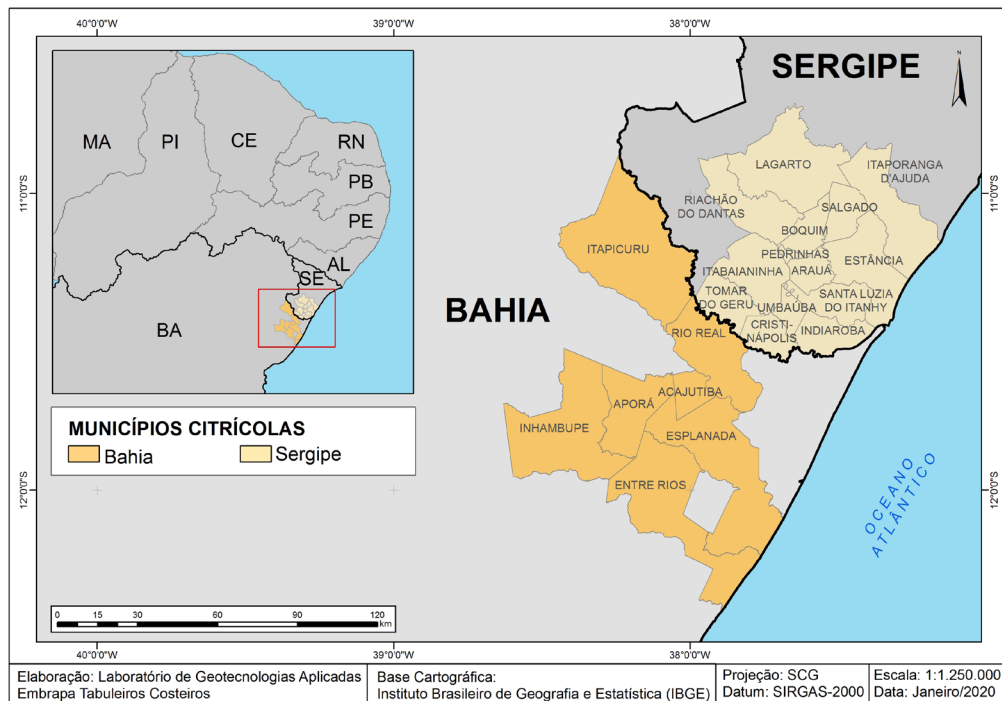 40°0'0"W
39°0'0"W
38°0'0"W
11°0'0"S
12°0'0"S
MA
PI
CE
RN
PB
PE
AL
SE
BA
MUNICÍPIOS CITRÍCOLAS
Bahia
Sergipe
0 15 30 60 90 120
km
SERGIPE
N
BAHIA
LAGARTO
ITAPORANGA
D'AJUDA
RIACHÃO
DO DANTAS
SALGADO
BOQUIM
PEDRINHAS
ESTÂNCIA
ITABAIANINHA
ARAUÁ
TOMAR
DO GERU
UMBAÚBA
SANTA LUZIA
DO ITANHY
CRISTI-
NÁPOLIS
INDIAROBA
ITAPICURU
RIO REAL
ACAJUTIBA
APORÁ
INHAMBUPE
ESPLANADA
ENTRE RIOS
OCEANO
ATLÂNTICO
11°0'0"S
12°0'0"S
40°0'0"W
39°0'0"W
38°0'0"W
Elaboração: Laboratório de Geotecnologias Aplicadas
Embrapa Tabuleiros Costeiros
Base Cartográfica:
Instituto Brasileiro de Geografia e Estatística (IBGE)
Projeção: SCG
Datum: SIRGAS-2000
Escala: 1:1.250.000
Data: Janeiro/2020